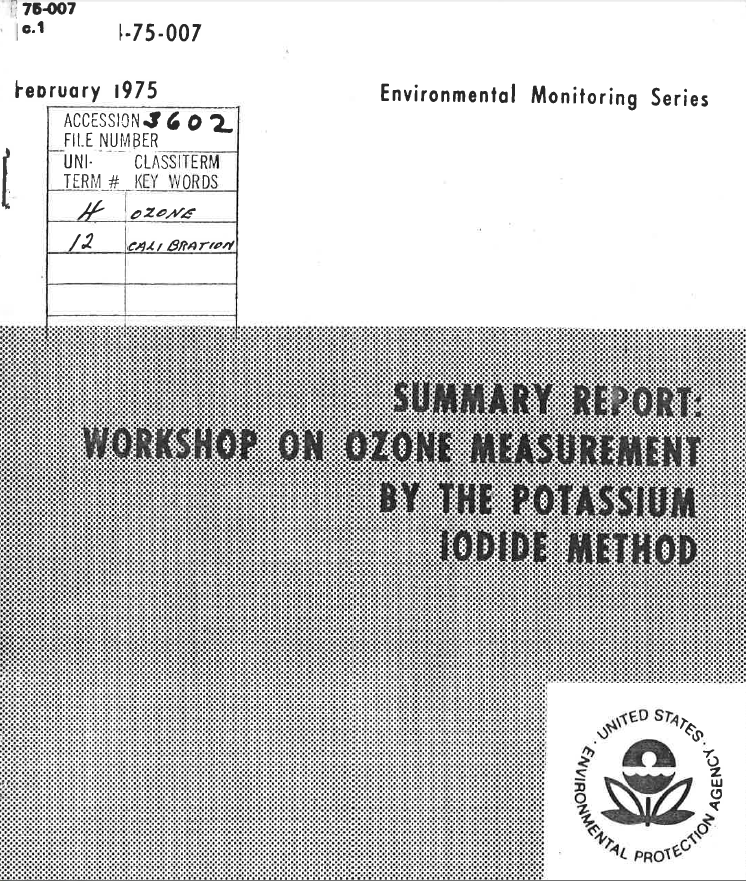 75-007
c.1
-75-007
February 1975
Environmental Monitoring Series
ACCESSION 3602
FILE NUMBER
UNI-
TERM #
CLASSITERM
KEY WORDS
4 OZONE
12 CALIBRATION
SUMMARY REPORT:
WORKSHOP ON OZONE MEASUREMENT
BY THE POTASSIUM
IODIDE METHOD
UNITED STATES · ENVIRONMENTAL PROTECTION AGENCY ·